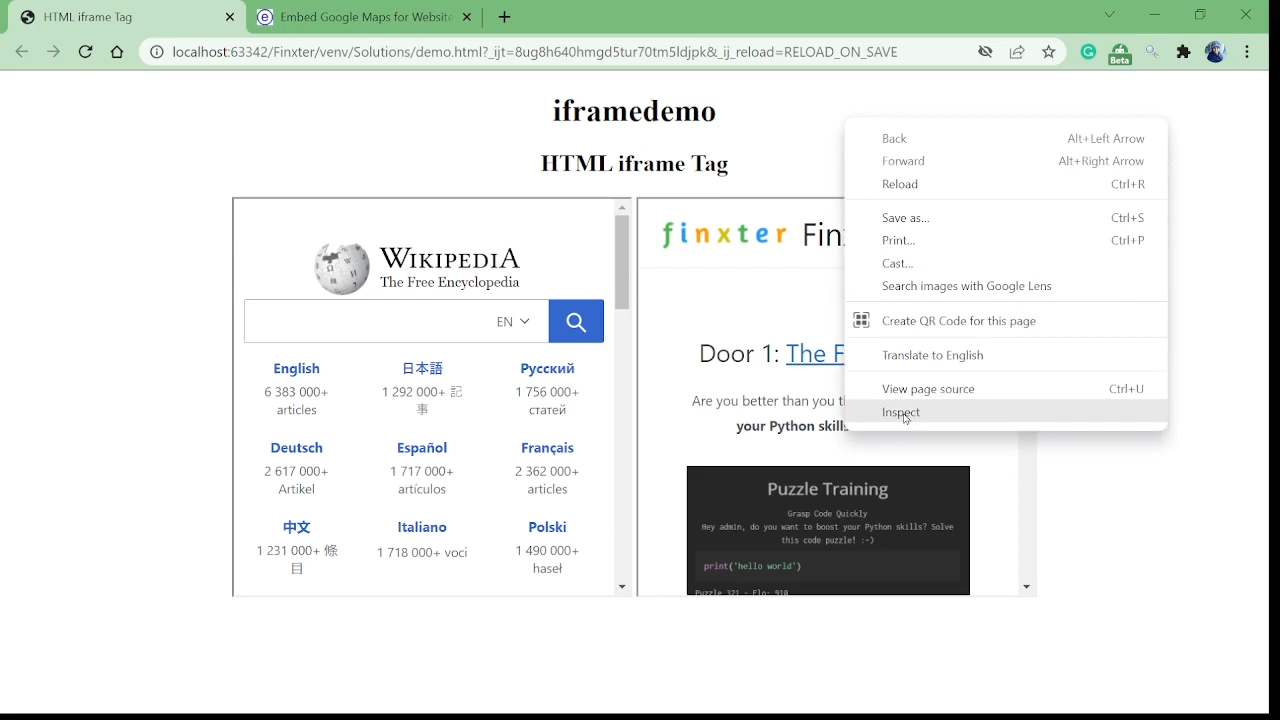 HTML iframe Tag
Embed Google Maps for Website
localhost:63342/Finxter/venv/Solutions/demo.html?_ijt=8ug8h640hmgd5tur70tm5ldjpk&_ij_reload=RELOAD_ON_SAVE
Beta
iframedemo
HTML iframe Tag
WIKIPEDIA
The Free Encyclopedia
EN
English
6 383 000+
articles
日本語
1 292 000+ 記
事
Русский
1 756 000+
статей
Deutsch
2 617 000+
Artikel
Español
1 717 000+
artículos
Français
2 362 000+
articles
中文
1 231 000+ 條
目
Italiano
1 718 000+ voci
Polski
1 490 000+
haseł
finxter Fin
Door 1: The F
Are you better than you th
your Python skills
Puzzle Training
Grasp Code Quickly
Hey admin, do you want to boost your Python skills? Solve
this code puzzle! :-)
print('hello world')
Puzzle 321 - Elo: 910
Back Alt+Left Arrow
Forward Alt+Right Arrow
Reload Ctrl+R
Save as... Ctrl+S
Print... Ctrl+P
Cast...
Search images with Google Lens
Create QR Code for this page
Translate to English
View page source Ctrl+U
Inspect